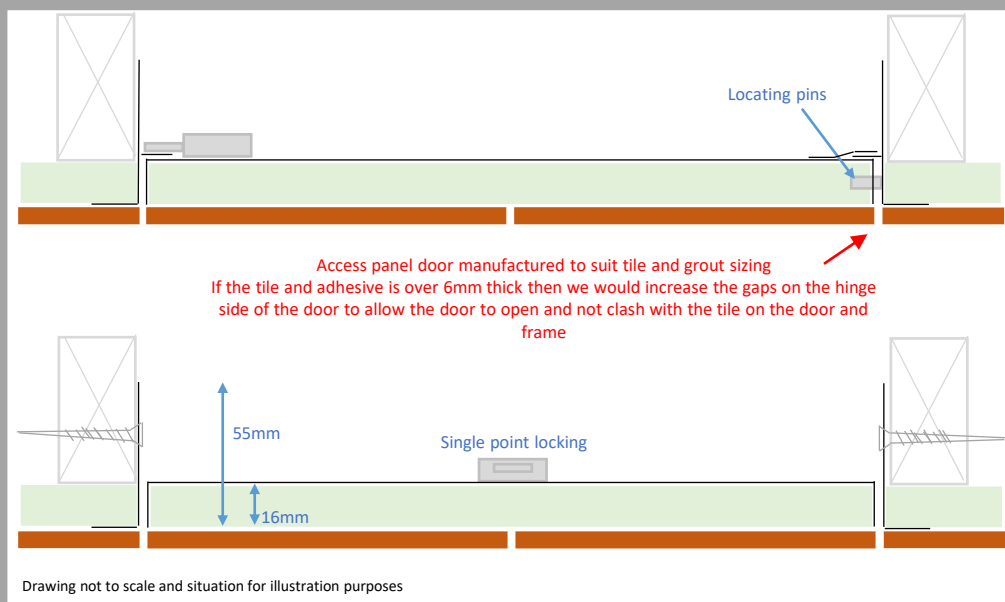 Locating pins
Access panel door manufactured to suit tile and grout sizing
If the tile and adhesive is over 6mm thick then we would increase the gaps on the hinge
side of the door to allow the door to open and not clash with the tile on the door and
frame
55mm
Single point locking
16mm
Drawing not to scale and situation for illustration purposes